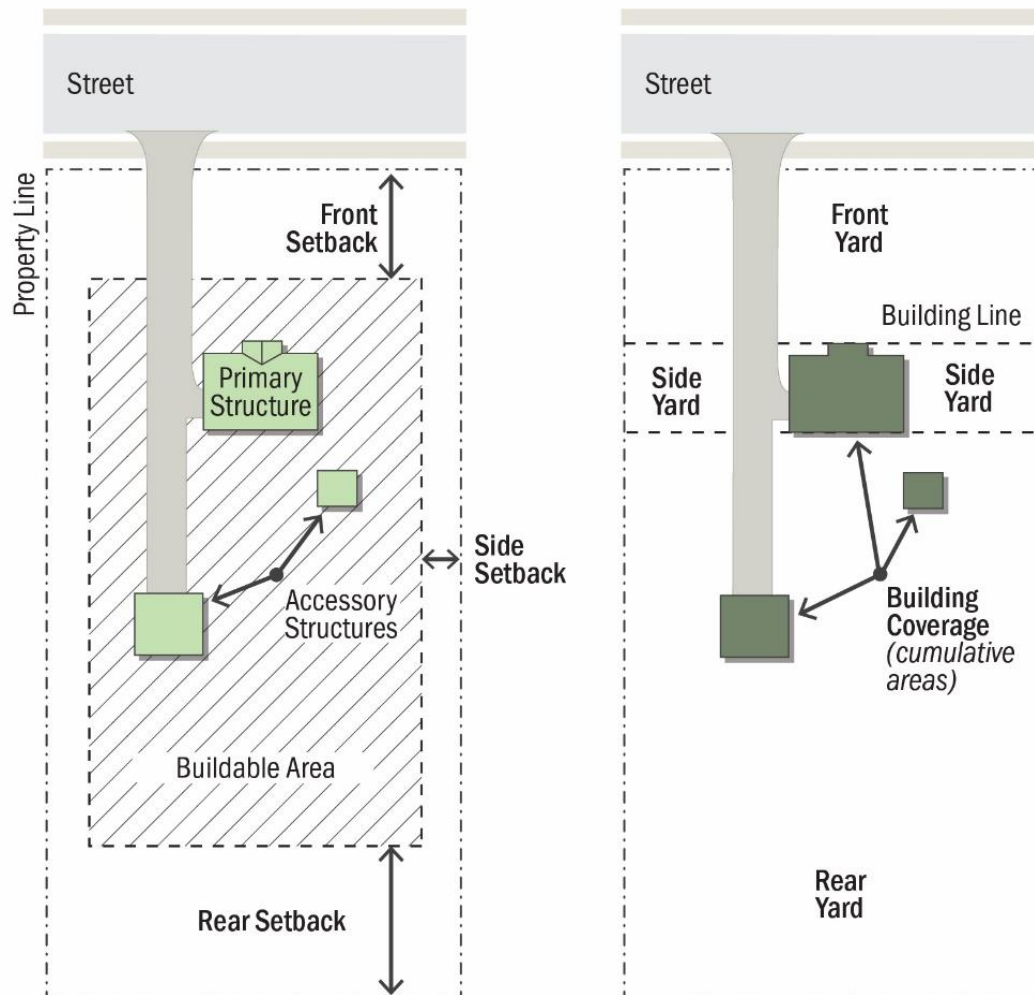 Street
Property Line
Front
Setback
Primary
Structure
Side
Setback
Accessory
Structures
Buildable Area
Rear Setback
Street
Front
Yard
Building Line
Side
Yard
Side
Yard
Building
Coverage
(cumulative
areas)
Rear
Yard